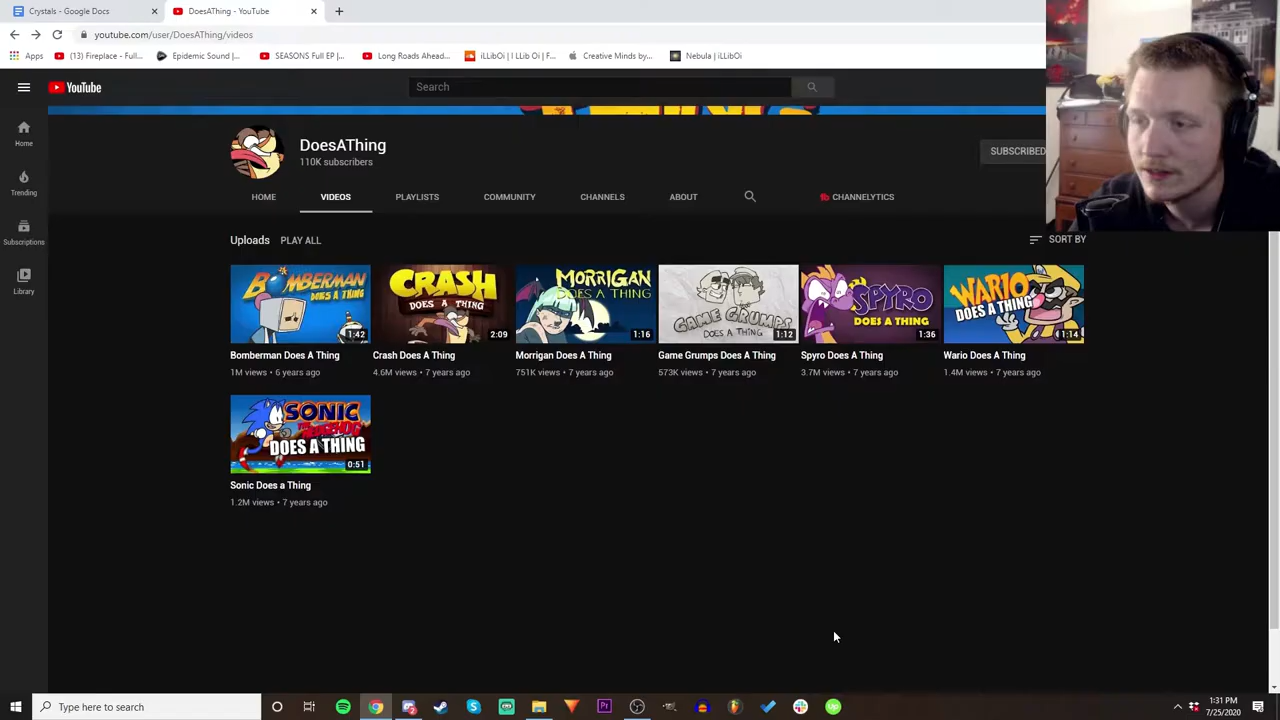 Crystals - Google Docs
DoesAThing - YouTube
youtube.com/user/DoesAThing/videos
Apps
(13) Fireplace - Full...
Epidemic Sound |...
SEASONS Full EP |...
Long Roads Ahead...
iLLibOi | I LLib Oi | F...
Creative Minds by...
Nebula | iLLibOi
YouTube
Search
Home
Trending
Subscriptions
Library
DoesAThing
110K subscribers
SUBSCRIBED
HOME
VIDEOS
PLAYLISTS
COMMUNITY
CHANNELS
ABOUT
CHANNELYTICS
Uploads PLAY ALL
SORT BY
BOMBERMAN
DOES A THING
1:42
Bomberman Does A Thing
1M views • 6 years ago
CRASH
DOES A THING
2:09
Crash Does A Thing
4.6M views • 7 years ago
MORRIGAN
DOES A THING
1:16
Morrigan Does A Thing
751K views • 7 years ago
GAME GRUMPS
DOES A THING
1:12
Game Grumps Does A Thing
573K views • 7 years ago
SPYRO
DOES A THING
1:36
Spyro Does A Thing
3.7M views • 7 years ago
WARIO
DOES A THING
1:14
Wario Does A Thing
1.4M views • 7 years ago
SONIC
THE HEDGEHOG
DOES A THING
0:51
Sonic Does a Thing
1.2M views • 7 years ago
Type here to search
Pr
Up
1:31 PM
7/25/2020